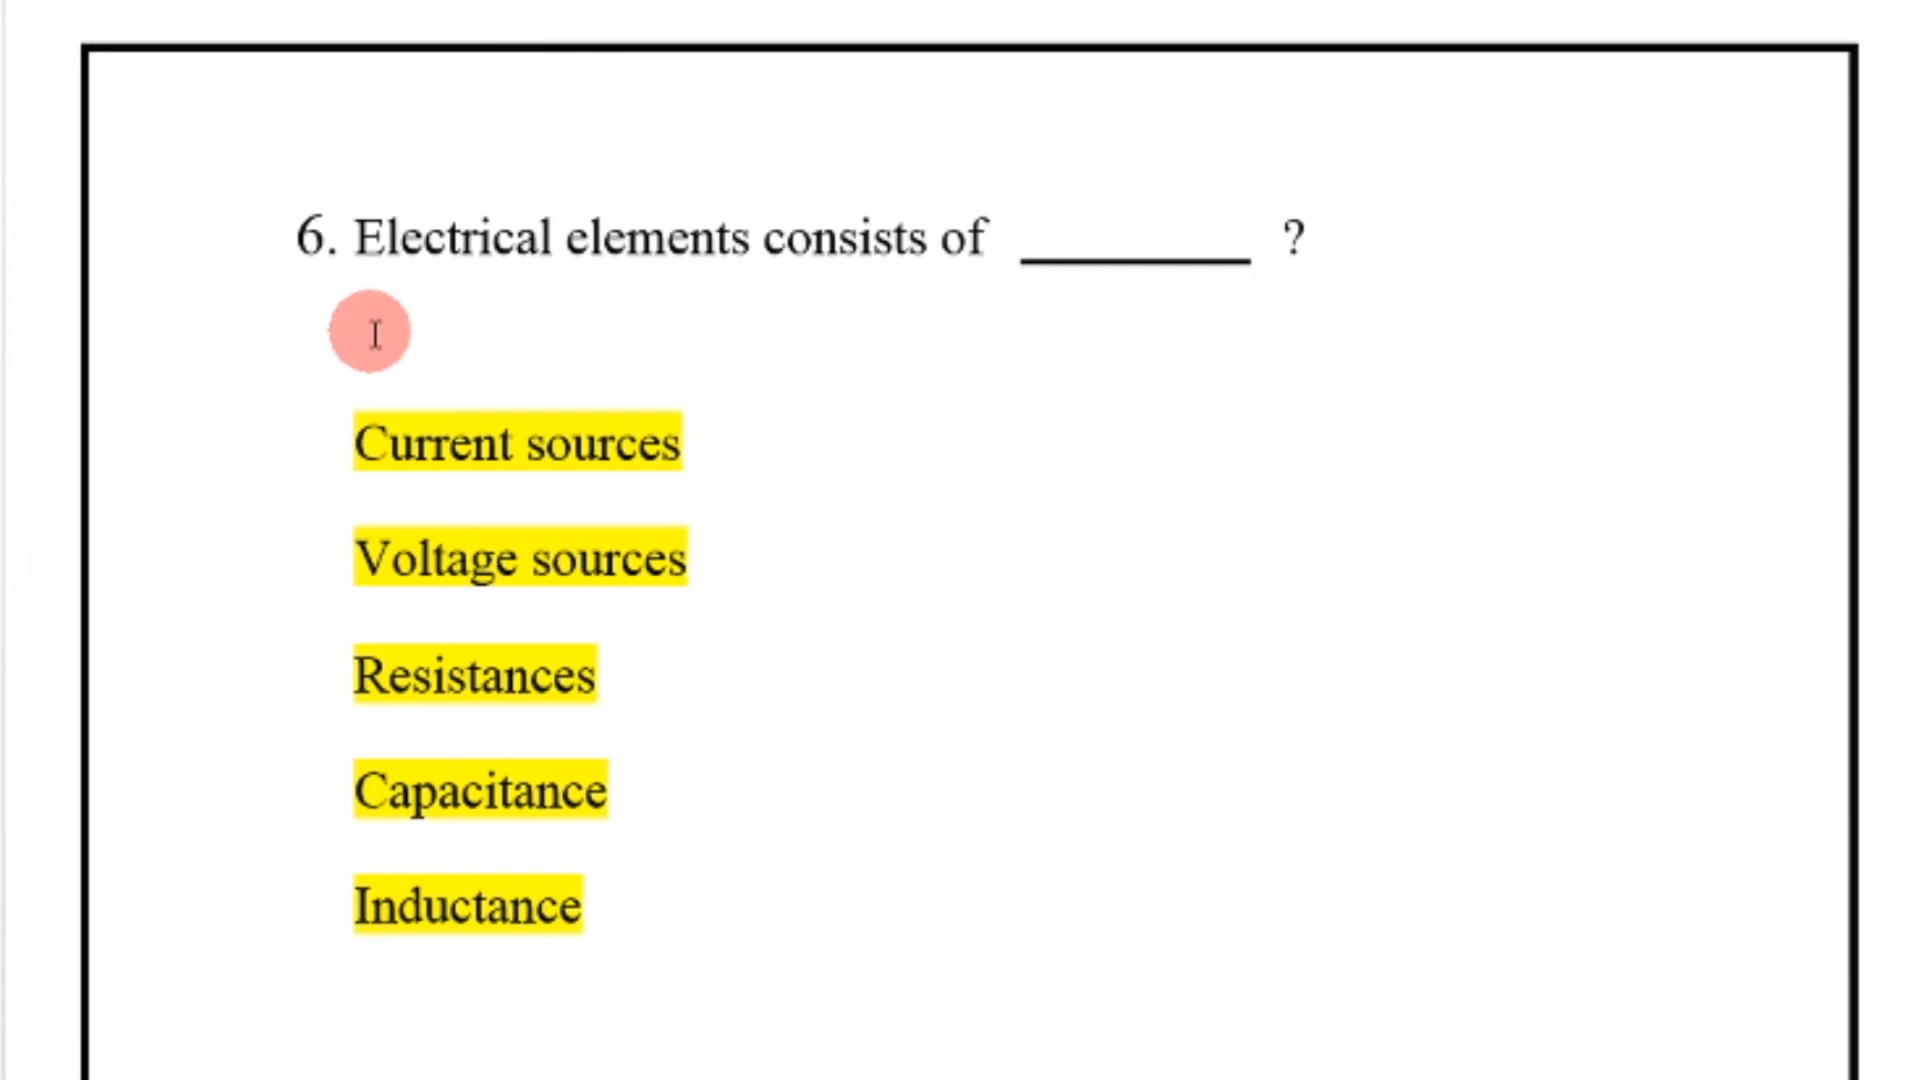 6. Electrical elements consists of ________ ?
Current sources
Voltage sources
Resistances
Capacitance
Inductance